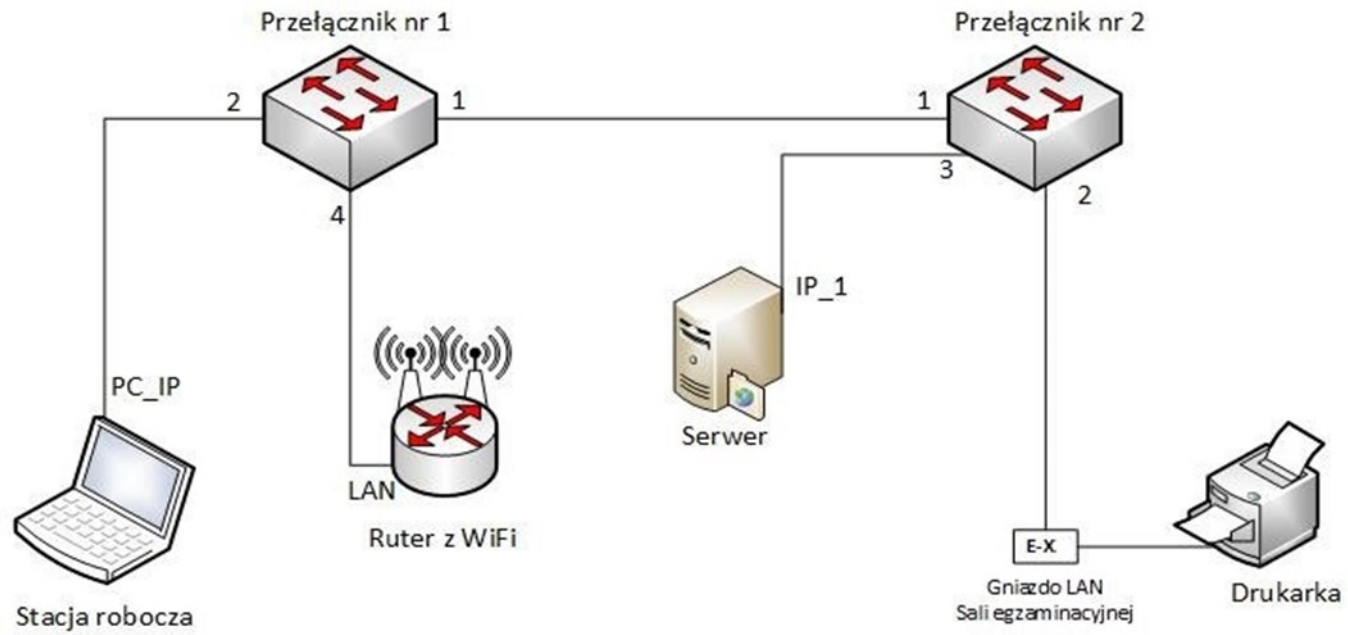 Przełącznik nr 1
Przełącznik nr 2
2
1
1
3
4
2
IP_1
PC_IP
Serwer
LAN
Ruter z WiFi
E-X
Gniazdo LAN
Sali egzaminacyjnej
Drukarka
Stacja robocza